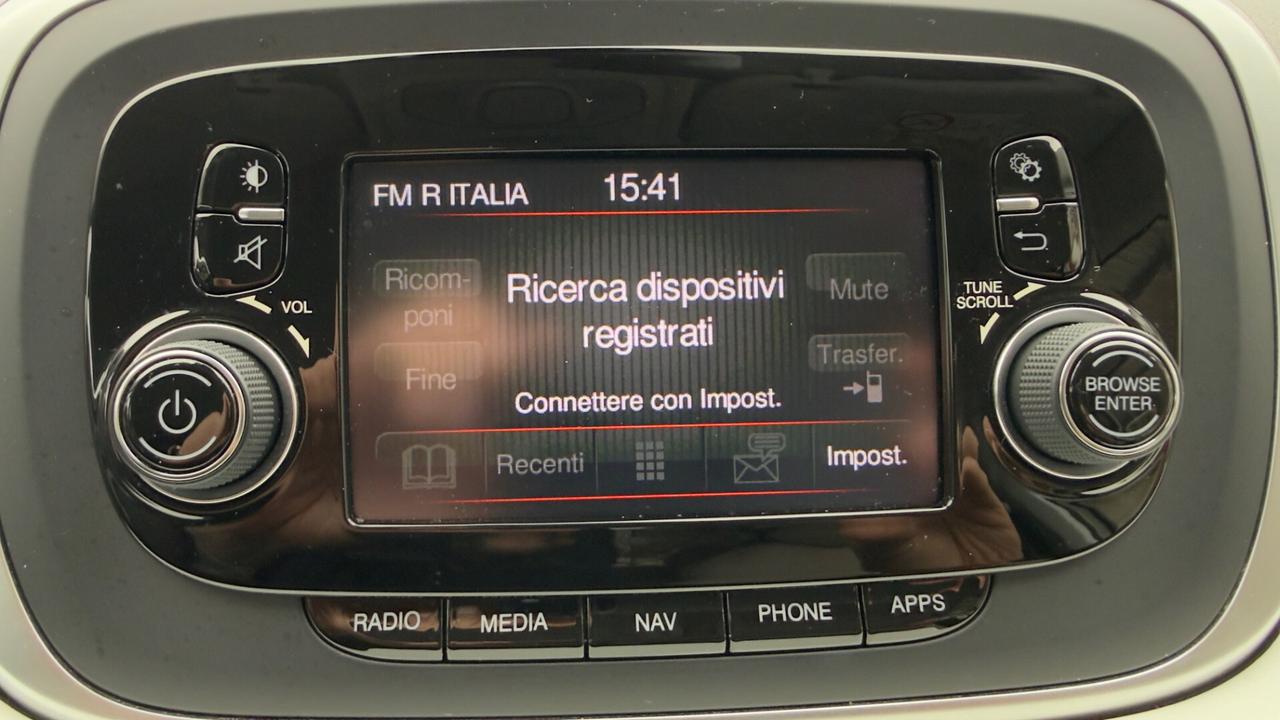 FM R ITALIA
15:41
VOL
TUNE
SCROLL
Ricom-
poni
Ricerca dispositivi
registrati
Mute
Fine
Trasfer.
Connettere con Impost.
BROWSE
ENTER
Recenti
Impost.
RADIO
MEDIA
NAV
PHONE
APPS